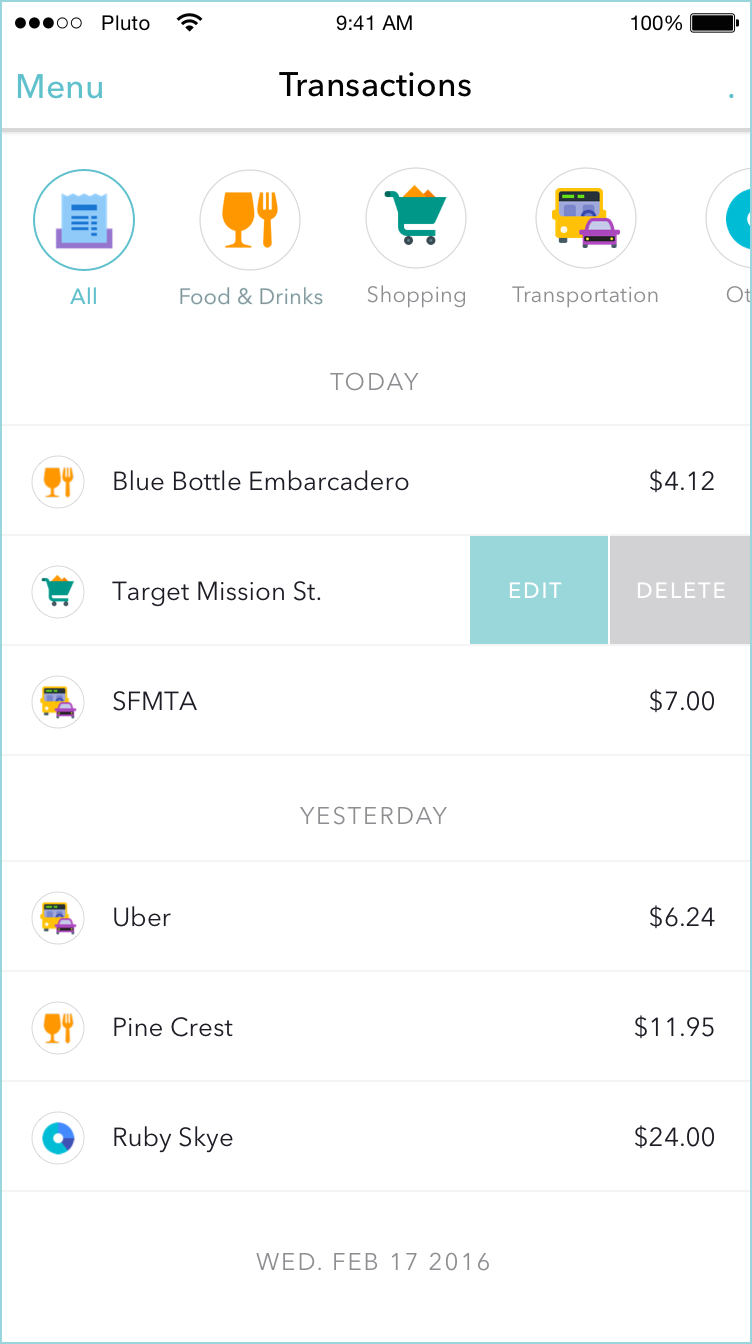 Pluto 9:41 AM 100%
Menu Transactions .
All Food & Drinks Shopping Transportation Ot
TODAY
Blue Bottle Embarcadero $4.12
Target Mission St. EDIT DELETE
SFMTA $7.00
YESTERDAY
Uber $6.24
Pine Crest $11.95
Ruby Skye $24.00
WED. FEB 17 2016